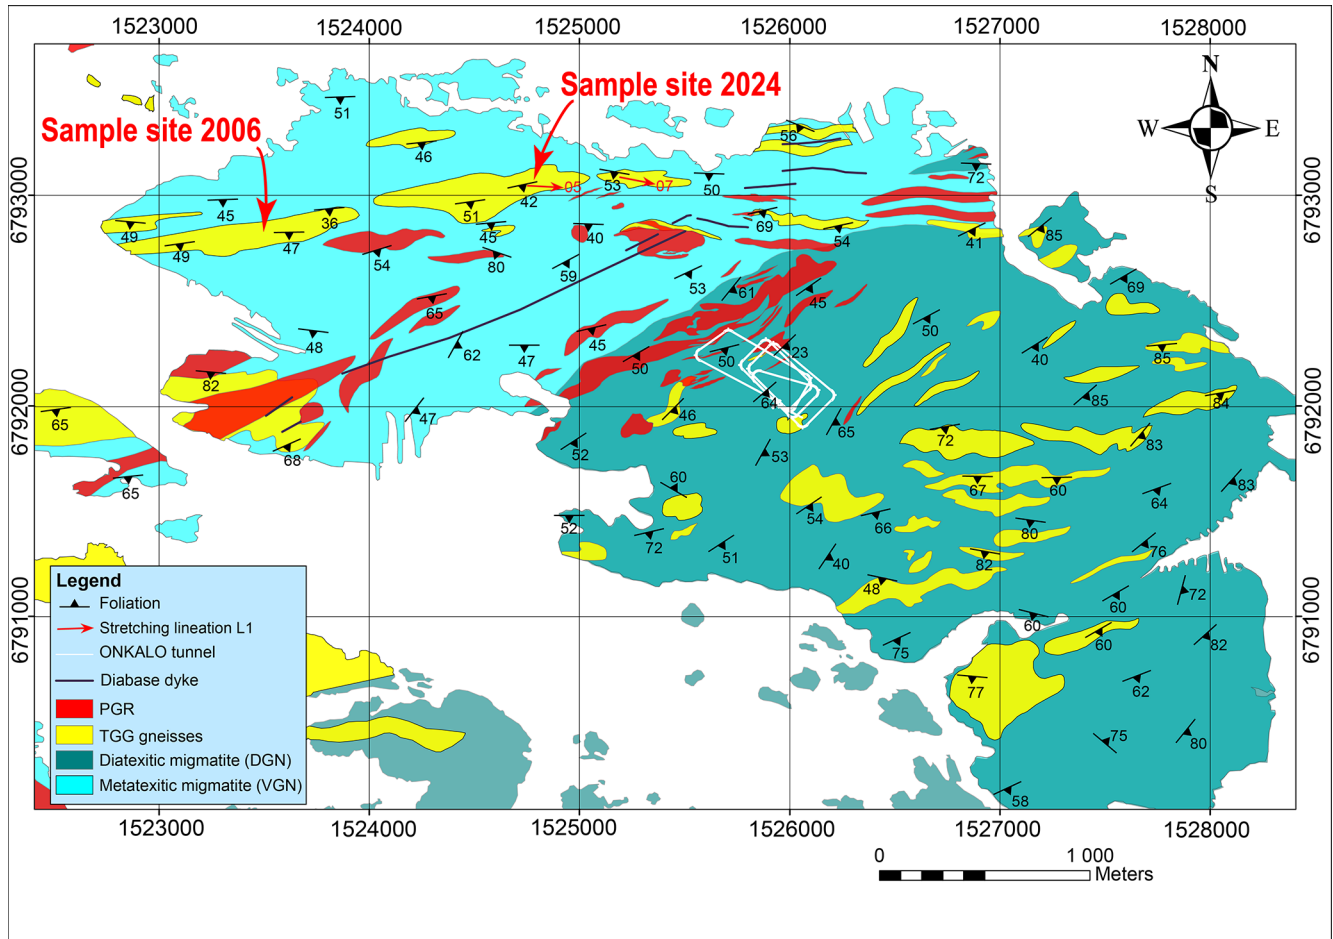 1523000 1524000 1525000 1526000 1527000 1528000
N
W E
S
Sample site 2024
Sample site 2006
51
56
46
72
53 07 50
05
42
6793000 6793000
45 51 36
49 45 40 69 54 41 85
49 47
54 80 59
53 61 45 69
65
48 62 47 45 50
50 23 50 40 85
82
6792000 6792000
65 47 46 64 65 85 84
68 52 53 72 83
65 60 67 60 64 83
52 54 66 80
72 51 40 82 76
48 60 72
6791000 6791000
75 60 60 82
77 62
75 80
58
Legend
Foliation
Stretching lineation L1
ONKALO tunnel
Diabase dyke
PGR
TGG gneisses
Diatexitic migmatite (DGN)
Metatexitic migmatite (VGN)
1523000 1524000 1525000 1526000 1527000 1528000
0 1 000
Meters